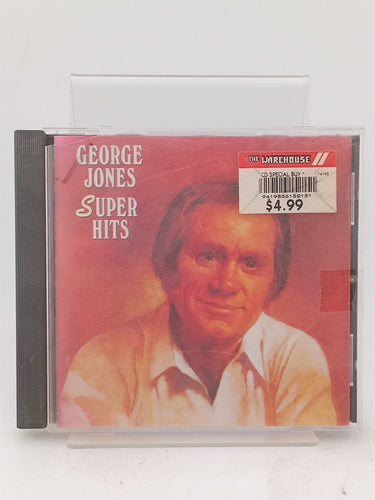 GEORGE
JONES
SUPER
HITS
THE WAREHOUSE
CD SPECIAL BUY
$4.99